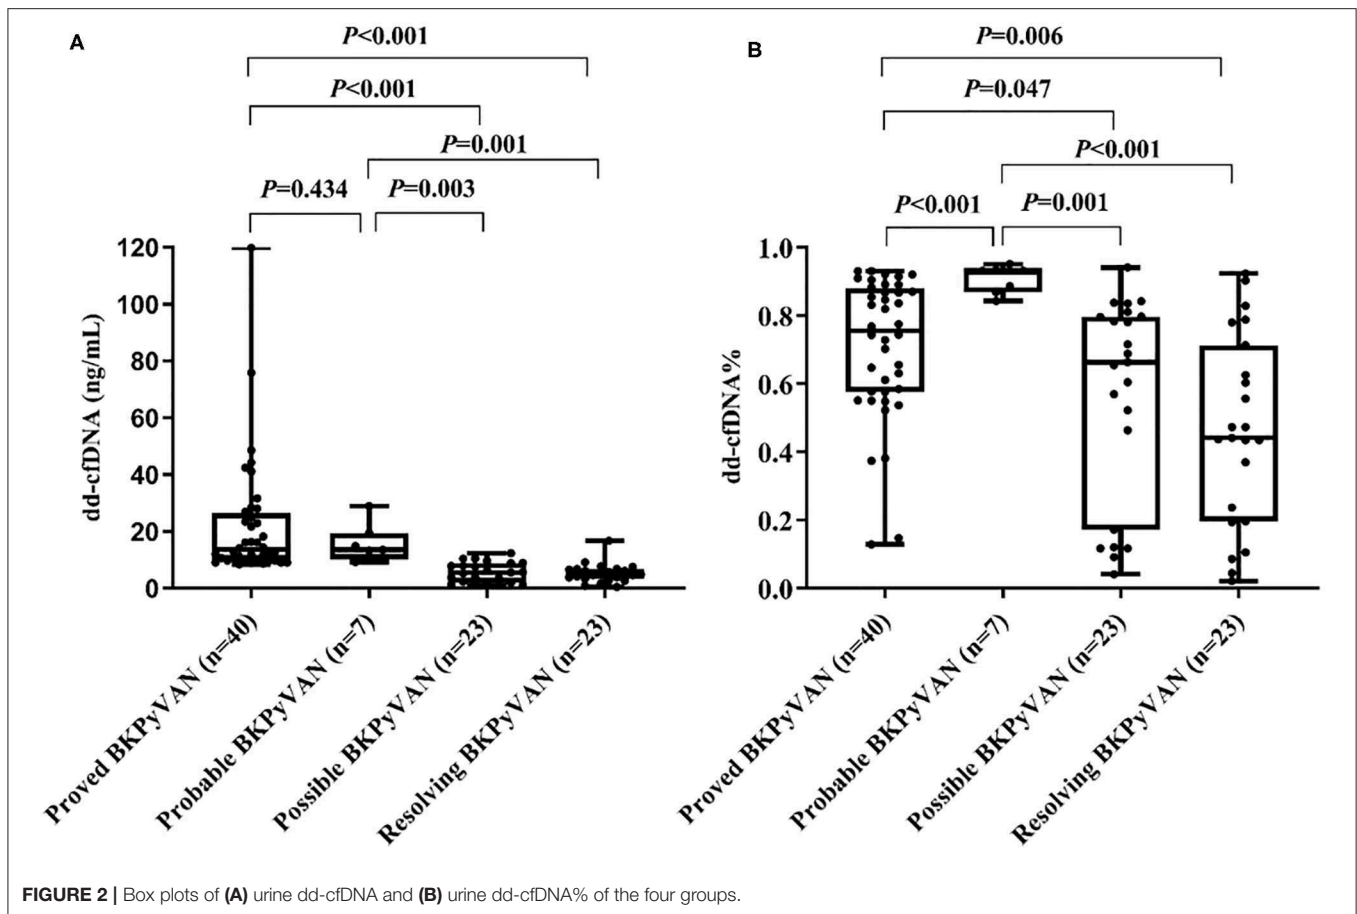 A
P<0.001
P<0.001
P=0.001
P=0.434
P=0.003
dd-cfDNA (ng/mL)
120
100
80
60
40
20
0
Proved BKPyVAN (n=40)
Probable BKPyVAN (n=7)
Possible BKPyVAN (n=23)
Resolving BKPyVAN (n=23)
B
P=0.006
P=0.047
P<0.001
P<0.001
P=0.001
dd-cfDNA%
1.0
0.8
0.6
0.4
0.2
0.0
Proved BKPyVAN (n=40)
Probable BKPyVAN (n=7)
Possible BKPyVAN (n=23)
Resolving BKPyVAN (n=23)
FIGURE 2 | Box plots of (A) urine dd-cfDNA and (B) urine dd-cfDNA% of the four groups.